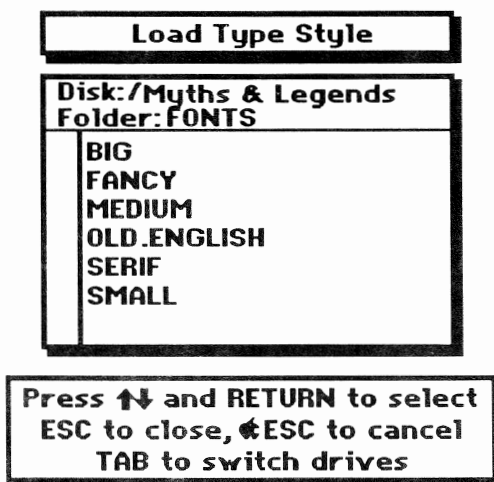 Load Type Style
Disk:/Myths & Legends
Folder:FONTS
BIG
FANCY
MEDIUM
OLD.ENGLISH
SERIF
SMALL
Press ↑↓ and RETURN to select
ESC to close, ESC to cancel
TAB to switch drives